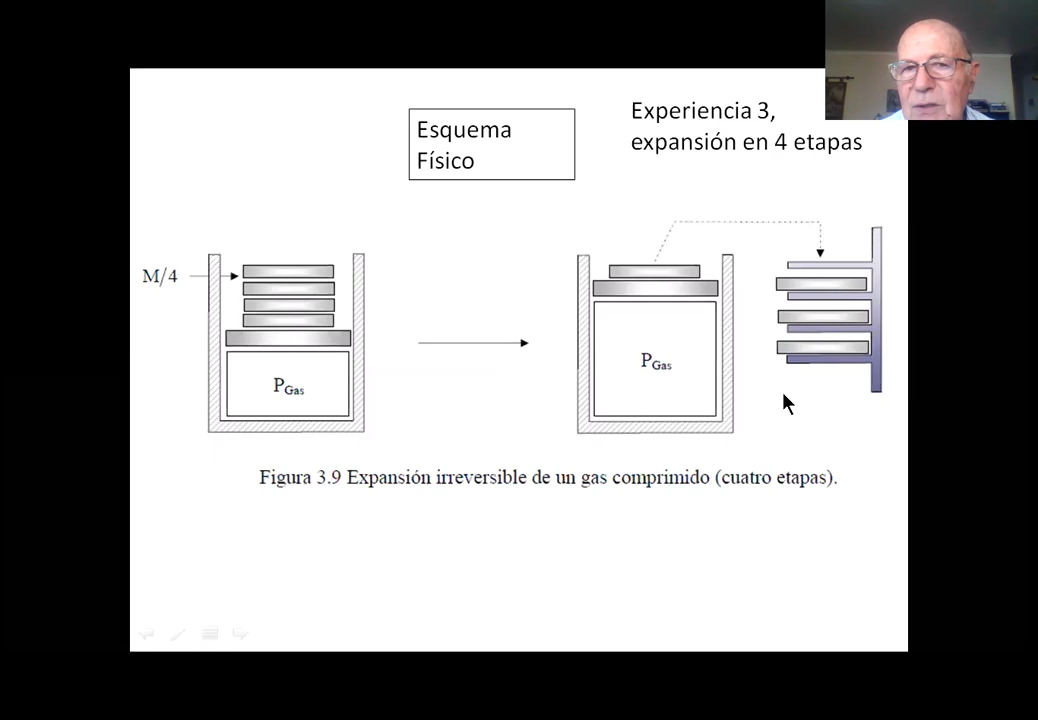 Esquema
Físico
Experiencia 3,
expansión en 4 etapas
M/4
PGas
PGas
Figura 3.9 Expansión irreversible de un gas comprimido (cuatro etapas).